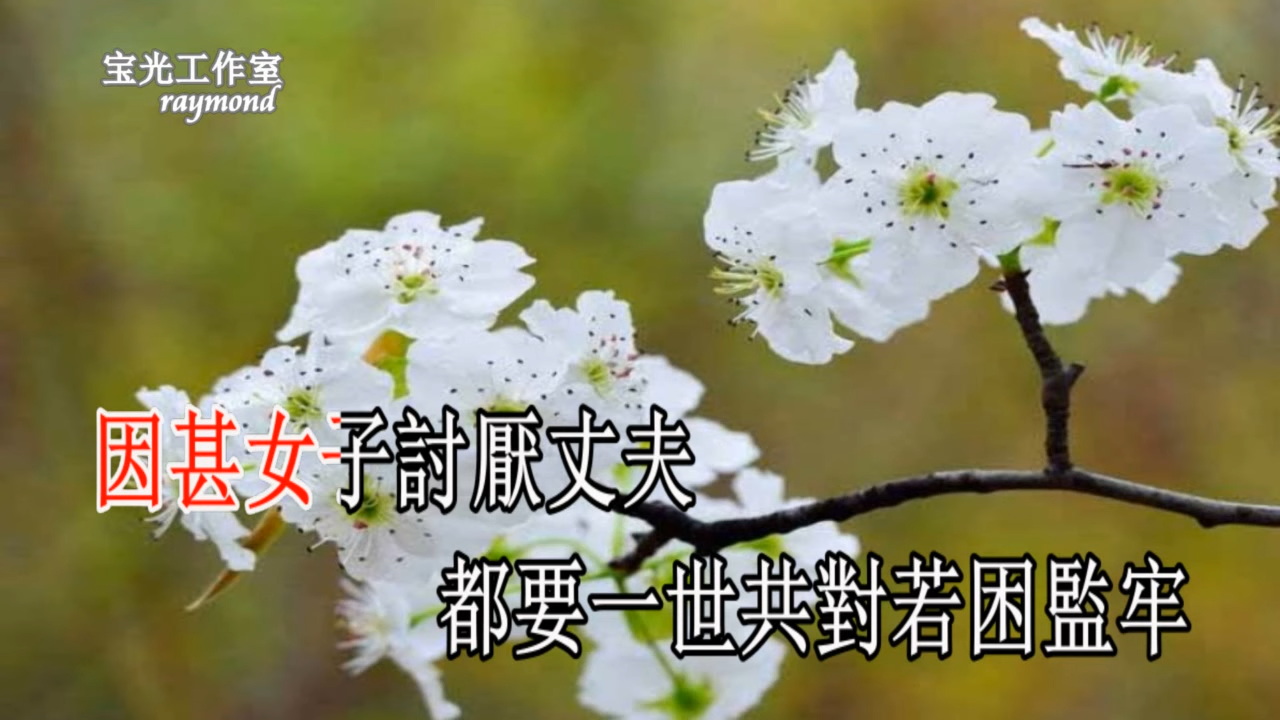 宝光工作室
raymond
因甚女子討厭丈夫
都要一世共對若困監牢